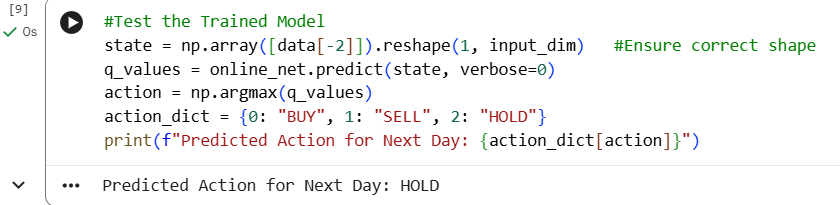 [9]
0s
#Test the Trained Model
state = np.array([data[-2]]).reshape(1, input_dim)   #Ensure correct shape
q_values = online_net.predict(state, verbose=0)
action = np.argmax(q_values)
action_dict = {0: "BUY", 1: "SELL", 2: "HOLD"}
print(f"Predicted Action for Next Day: {action_dict[action]}")
Predicted Action for Next Day: HOLD